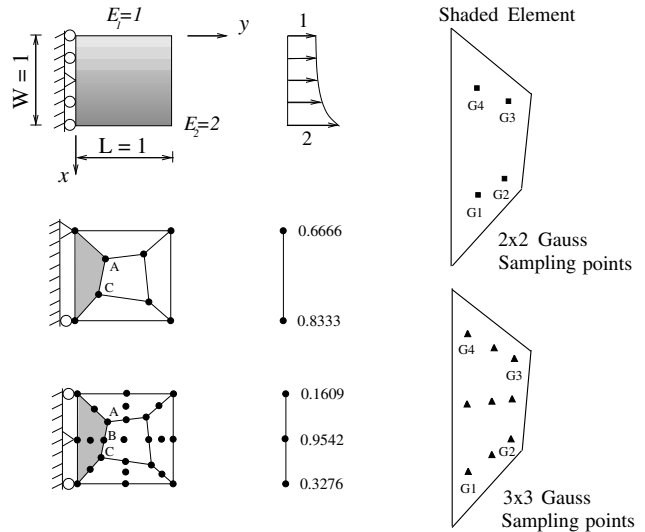 E1=1
y
W = 1
E2=2
L = 1
x
1
2
A
C
0.6666
0.8333
A
B
C
0.1609
0.9542
0.3276
Shaded Element
G4
G3
G2
G1
2x2 Gauss
Sampling points
G4
G3
G2
G1
3x3 Gauss
Sampling points